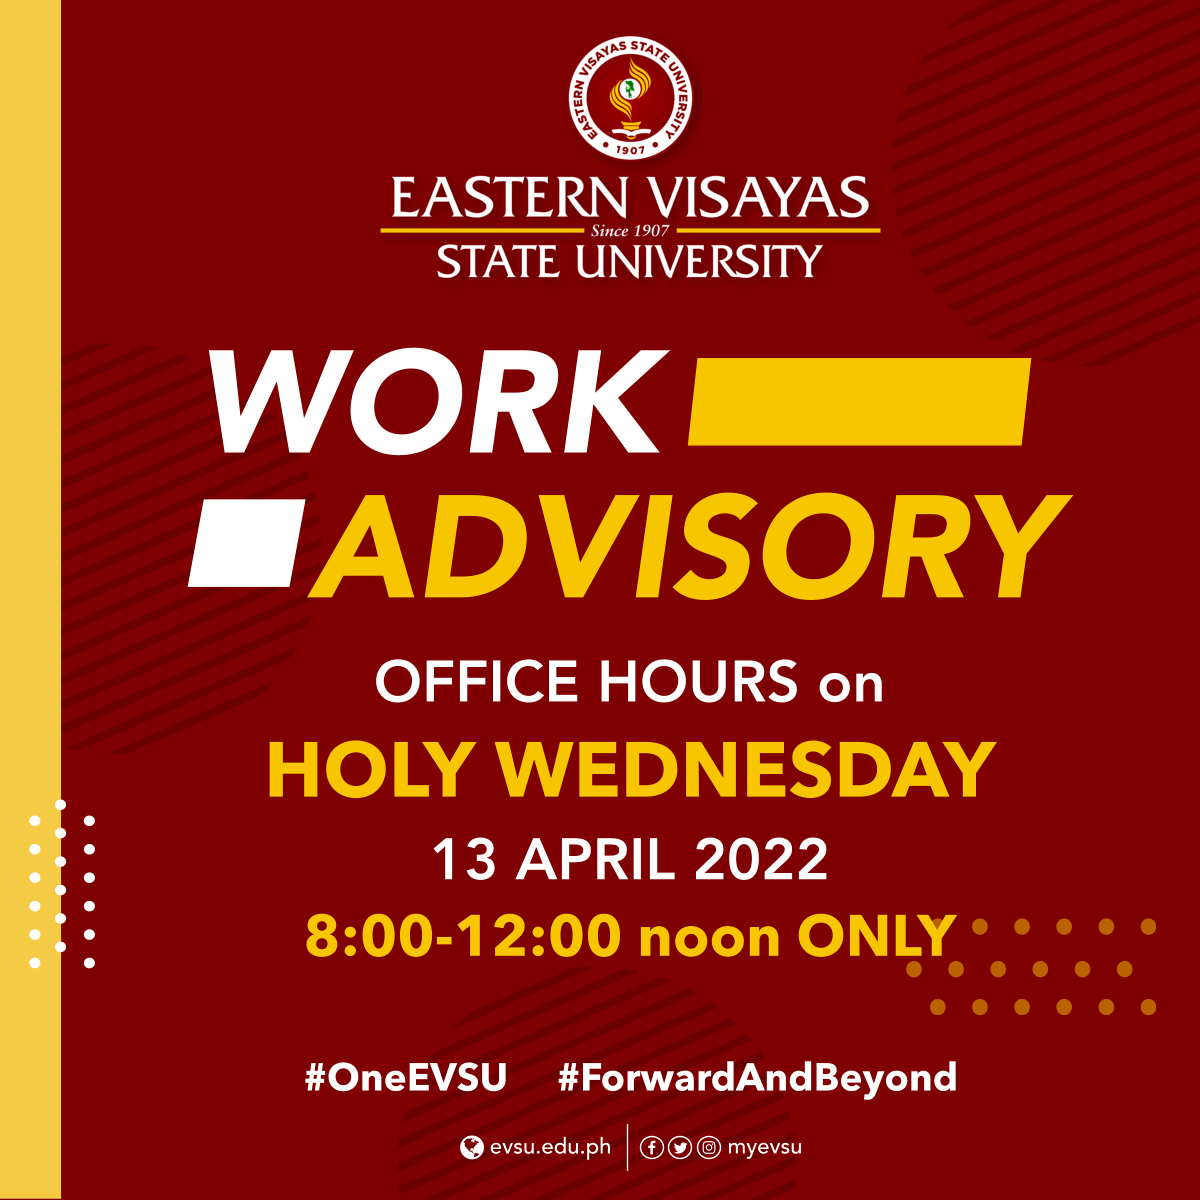 EASTERN VISAYAS STATE UNIVERSITY
• 1907 •
EASTERN VISAYAS
Since 1907
STATE UNIVERSITY
WORK
ADVISORY
OFFICE HOURS on
HOLY WEDNESDAY
13 APRIL 2022
8:00-12:00 noon ONLY
#OneEVSU #ForwardAndBeyond
evsu.edu.ph myevsu